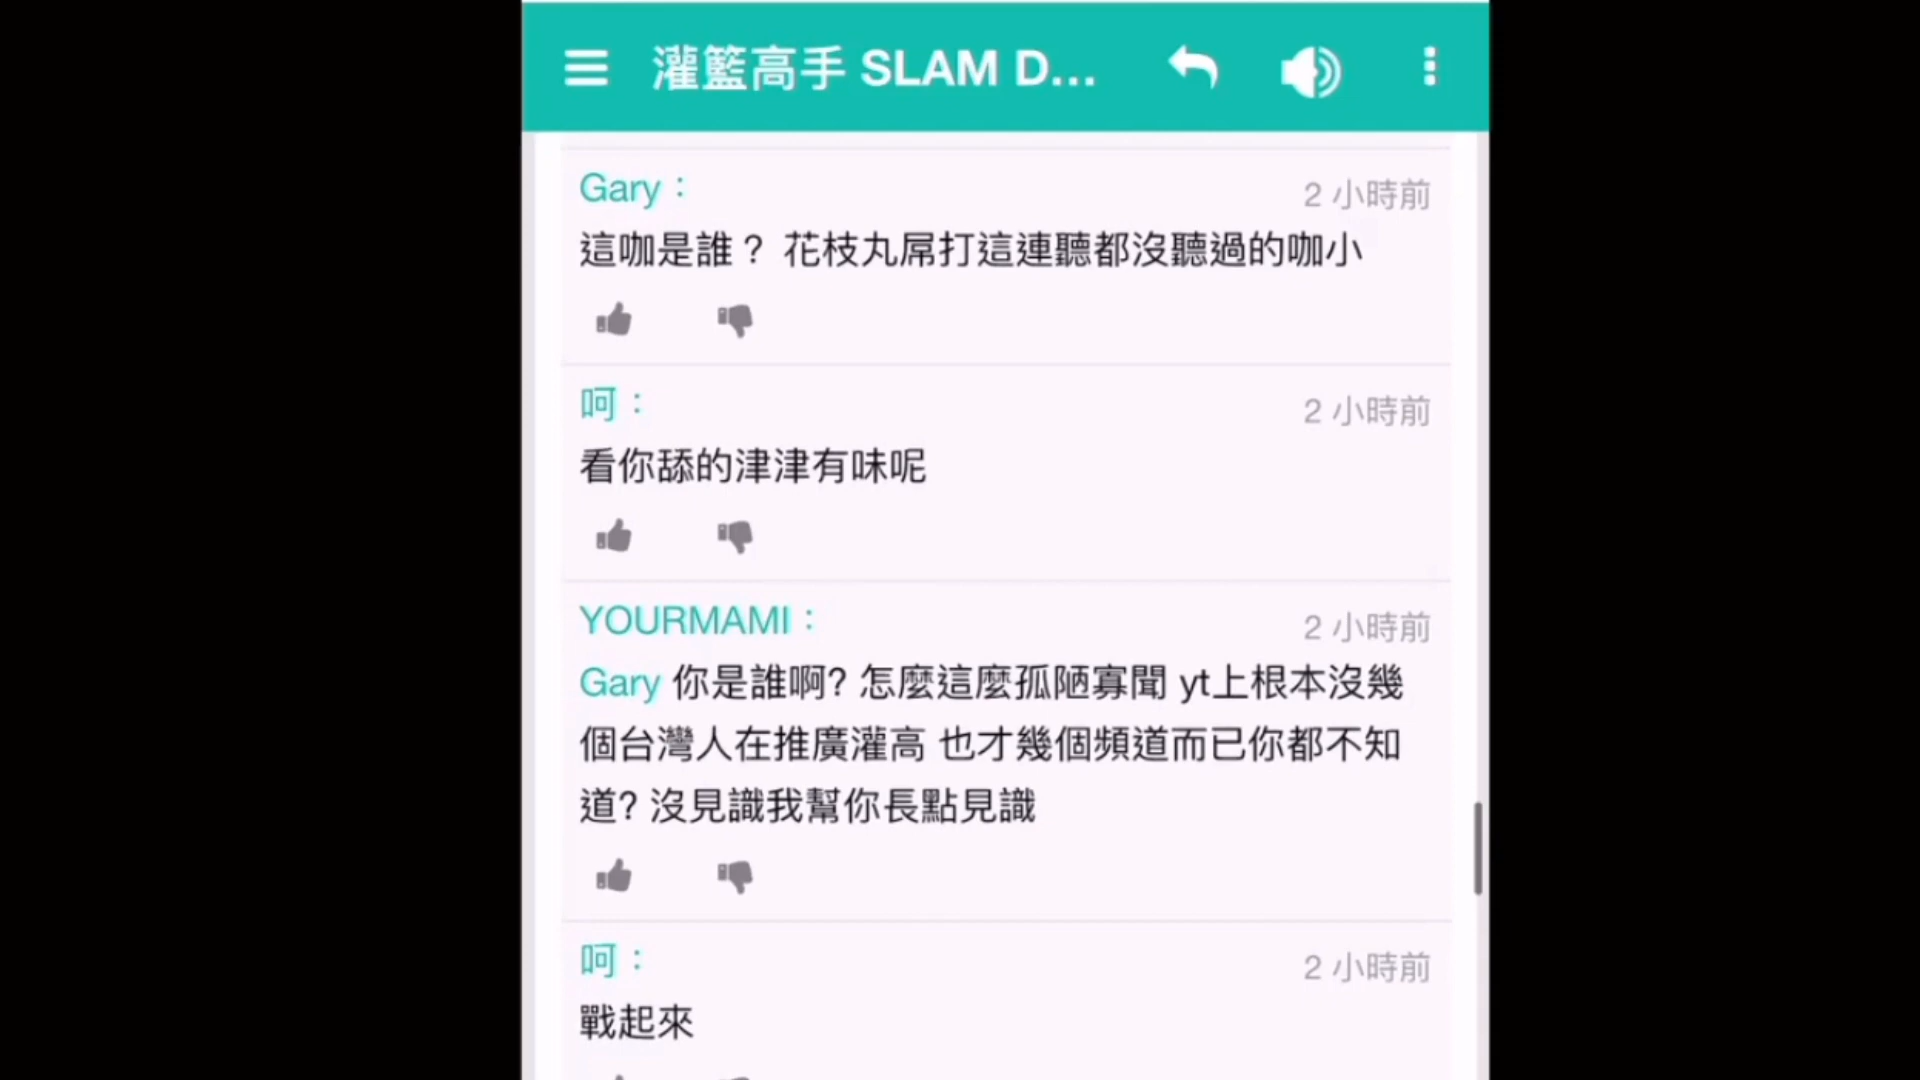 灌籃高手 SLAM D...
Gary：
2 小時前
這咖是誰？ 花枝丸屌打這連聽都沒聽過的咖小
呵：
2 小時前
看你舔的津津有味呢
YOURMAMI：
2 小時前
Gary 你是誰啊? 怎麼這麼孤陋寡聞 yt上根本沒幾
個台灣人在推廣灌高 也才幾個頻道而已你都不知
道? 沒見識我幫你長點見識
呵：
2 小時前
戰起來